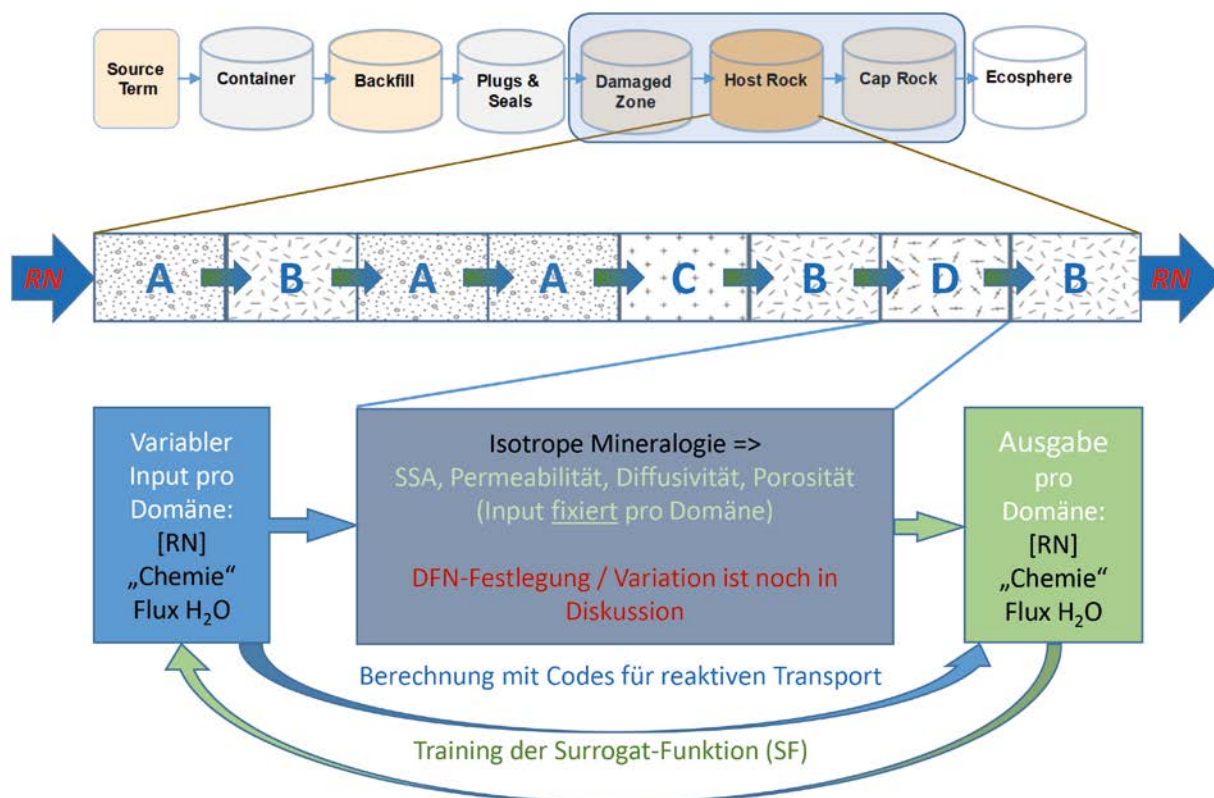 Source
Term
Container
Backfill
Plugs &
Seals
Damaged
Zone
Host Rock
Cap Rock
Ecosphere
RN
A
B
A
A
C
B
D
B
RN
Variabler
Input pro
Domäne:
[RN]
„Chemie“
Flux H₂O
Isotrope Mineralogie =>
SSA, Permeabilität, Diffusivität, Porosität
(Input fixiert pro Domäne)
DFN-Festlegung / Variation ist noch in
Diskussion
Ausgabe
pro
Domäne:
[RN]
„Chemie“
Flux H₂O
Berechnung mit Codes für reaktiven Transport
Training der Surrogat-Funktion (SF)